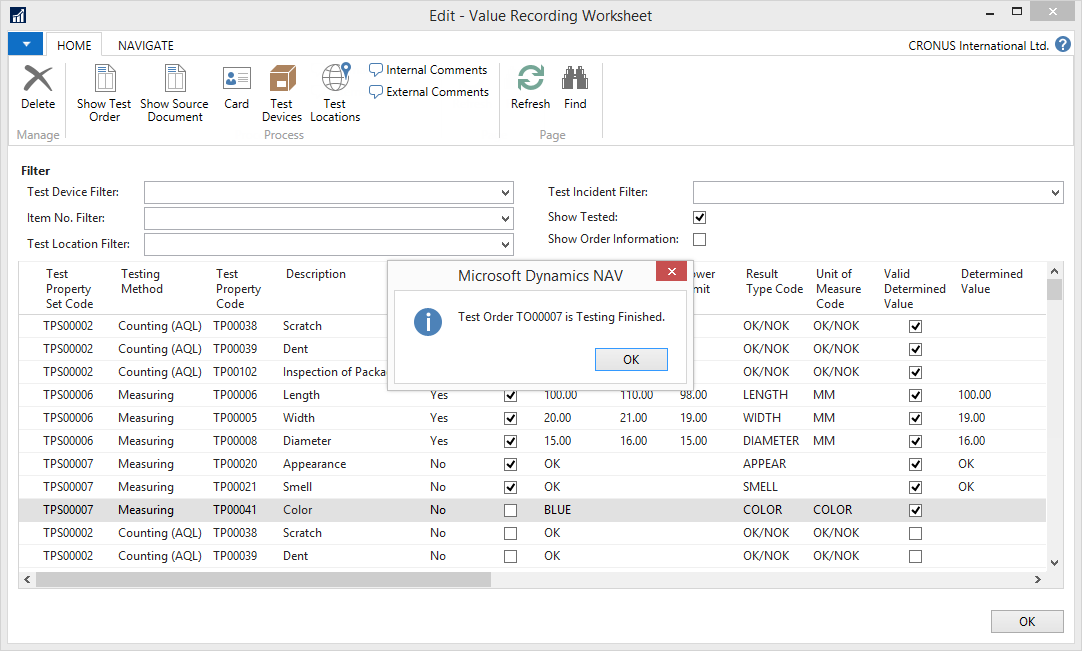 Edit - Value Recording Worksheet
HOME NAVIGATE CRONUS International Ltd. ?
Delete
Show Test Order
Show Source Document
Card
Test Devices
Test Locations
Internal Comments
External Comments
Refresh
Find
Manage Process Page
Filter
Test Device Filter: Test Incident Filter:
Item No. Filter: Show Tested:
Test Location Filter: Show Order Information:
Test Property Set Code
Testing Method
Test Property Code
Description
Result Type Code
Unit of Measure Code
Valid Determined Value
Determined Value
TPS00002 Counting (AQL) TP00038 Scratch OK/NOK OK/NOK
TPS00002 Counting (AQL) TP00039 Dent OK/NOK OK/NOK
TPS00002 Counting (AQL) TP00102 Inspection of Packa OK/NOK OK/NOK
TPS00006 Measuring TP00006 Length Yes 100.00 110.00 98.00 LENGTH MM 100.00
TPS00006 Measuring TP00005 Width Yes 20.00 21.00 19.00 WIDTH MM 19.00
TPS00006 Measuring TP00008 Diameter Yes 15.00 16.00 15.00 DIAMETER MM 16.00
TPS00007 Measuring TP00020 Appearance No OK APPEAR OK
TPS00007 Measuring TP00021 Smell No OK SMELL OK
TPS00007 Measuring TP00041 Color No BLUE COLOR COLOR
TPS00002 Counting (AQL) TP00038 Scratch No OK OK/NOK OK/NOK
TPS00002 Counting (AQL) TP00039 Dent No OK OK/NOK OK/NOK
Microsoft Dynamics NAV
Test Order TO00007 is Testing Finished.
OK
OK